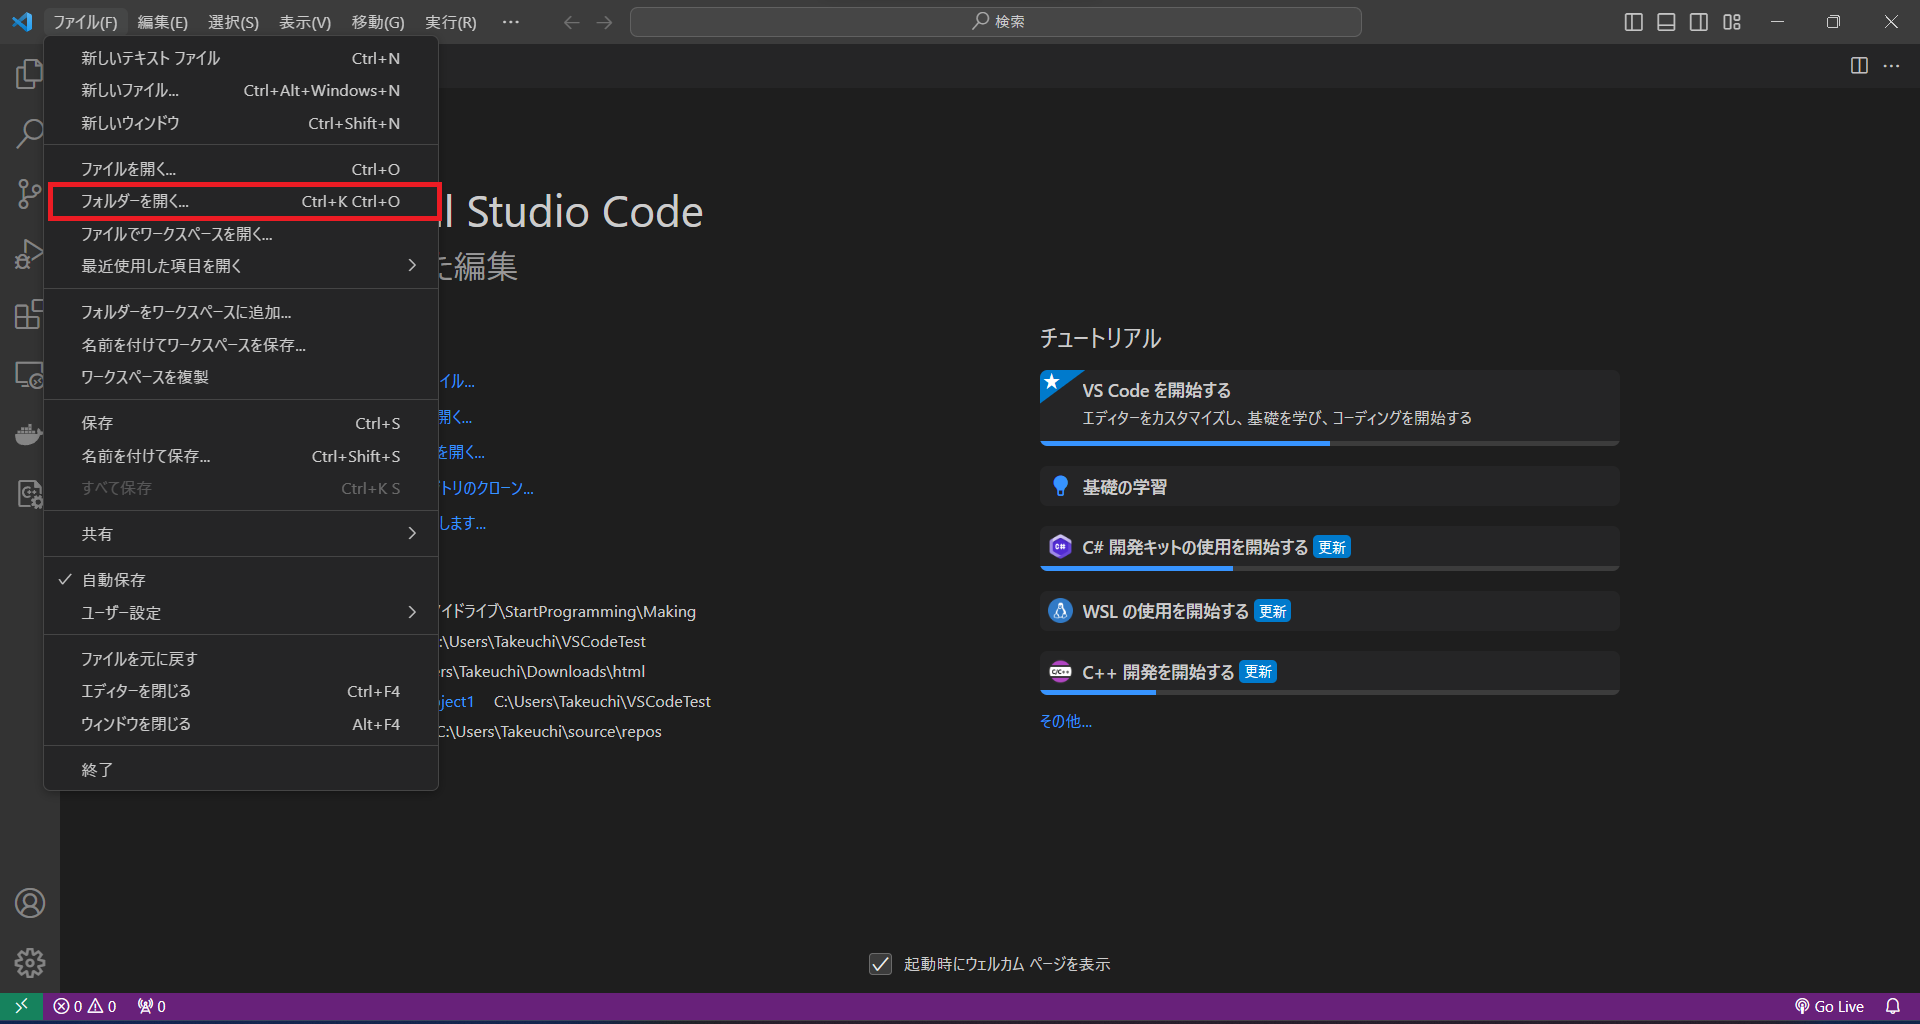 ファイル(F) 編集(E) 選択(S) 表示(V) 移動(G) 実行(R) ··· 検索
新しいテキスト ファイル Ctrl+N
新しいファイル... Ctrl+Alt+Windows+N
新しいウィンドウ Ctrl+Shift+N
ファイルを開く... Ctrl+O
フォルダーを開く... Ctrl+K Ctrl+O
ファイルでワークスペースを開く...
最近使用した項目を開く
フォルダーをワークスペースに追加...
名前を付けてワークスペースを保存...
ワークスペースを複製
保存 Ctrl+S
名前を付けて保存... Ctrl+Shift+S
すべて保存 Ctrl+K S
共有
自動保存
ユーザー設定
ファイルを元に戻す
エディターを閉じる Ctrl+F4
ウィンドウを閉じる Alt+F4
終了
l Studio Code
た編集
イル...
開く...
を開く...
トリのクローン...
します...
イドライブ\StartProgramming\Making
:\Users\Takeuchi\VSCodeTest
rs\Takeuchi\Downloads\html
ject1 C:\Users\Takeuchi\VSCodeTest
C:\Users\Takeuchi\source\repos
チュートリアル
VS Code を開始する
エディターをカスタマイズし、基礎を学び、コーディングを開始する
基礎の学習
C# 開発キットの使用を開始する 更新
WSL の使用を開始する 更新
C++ 開発を開始する 更新
その他...
起動時にウェルカム ページを表示
0 0 0 Go Live